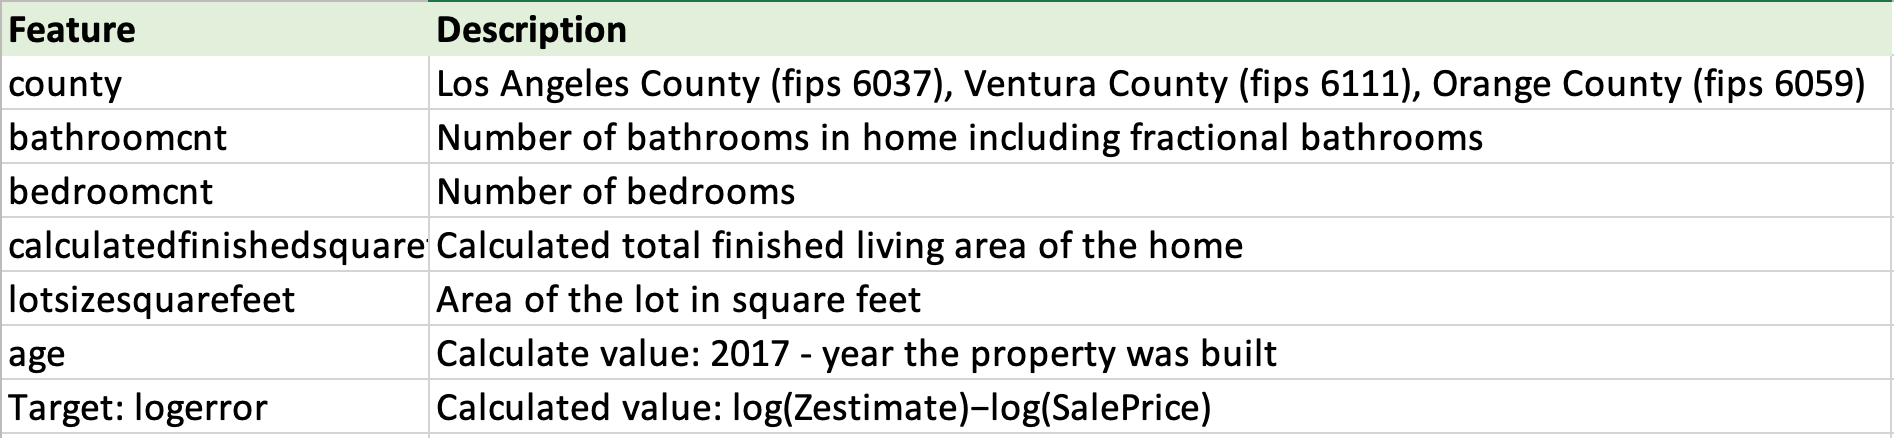 Feature Description
county Los Angeles County (fips 6037), Ventura County (fips 6111), Orange County (fips 6059)
bathroomcnt Number of bathrooms in home including fractional bathrooms
bedroomcnt Number of bedrooms
calculatedfinishedsquare Calculated total finished living area of the home
lotsizesquarefeet Area of the lot in square feet
age Calculate value: 2017 - year the property was built
Target: logerror Calculated value: log(Zestimate)−log(SalePrice)